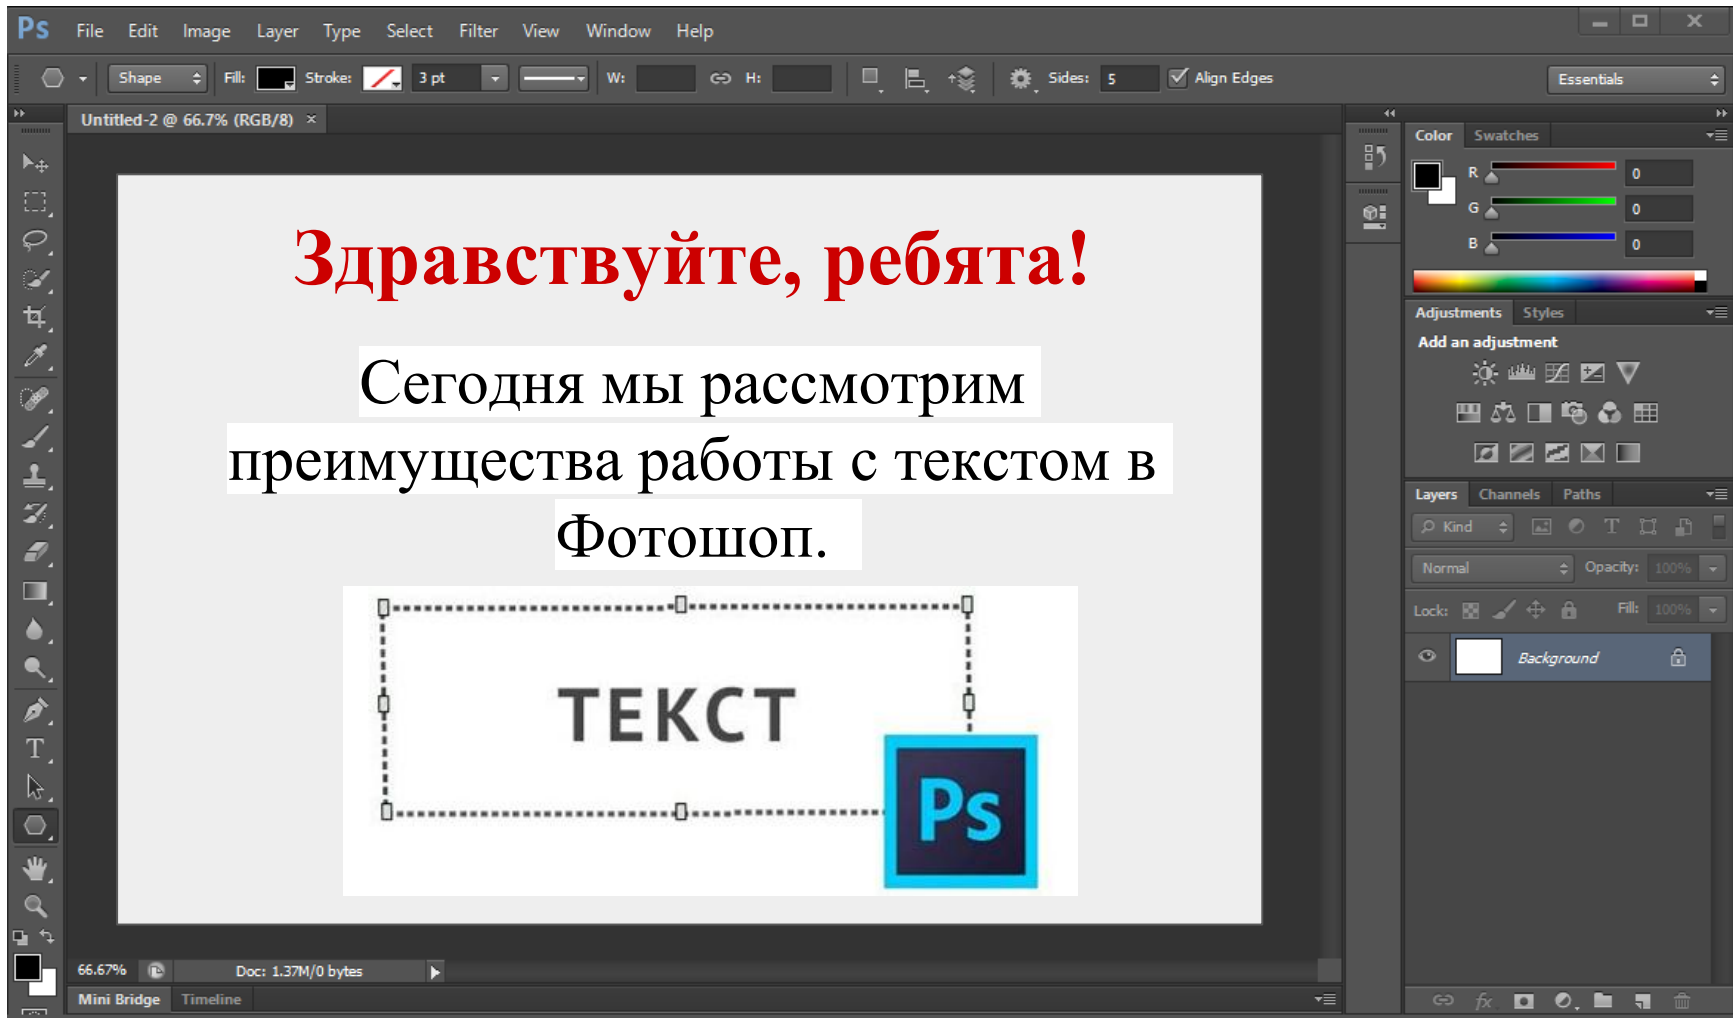 Ps File Edit Image Layer Type Select Filter View Window Help
Shape Fill: Stroke: 3 pt W: H: Sides: 5 Align Edges Essentials
Untitled-2 @ 66.7% (RGB/8) ×
Здравствуйте, ребята!
Сегодня мы рассмотрим
преимущества работы с текстом в
Фотошоп.
ТЕКСТ
Ps
66.67% Doc: 1.37M/0 bytes
Mini Bridge Timeline
Color Swatches
R 0
G 0
B 0
Adjustments Styles
Add an adjustment
Layers Channels Paths
Kind
Normal Opacity: 100%
Lock: Fill: 100%
Background
fx